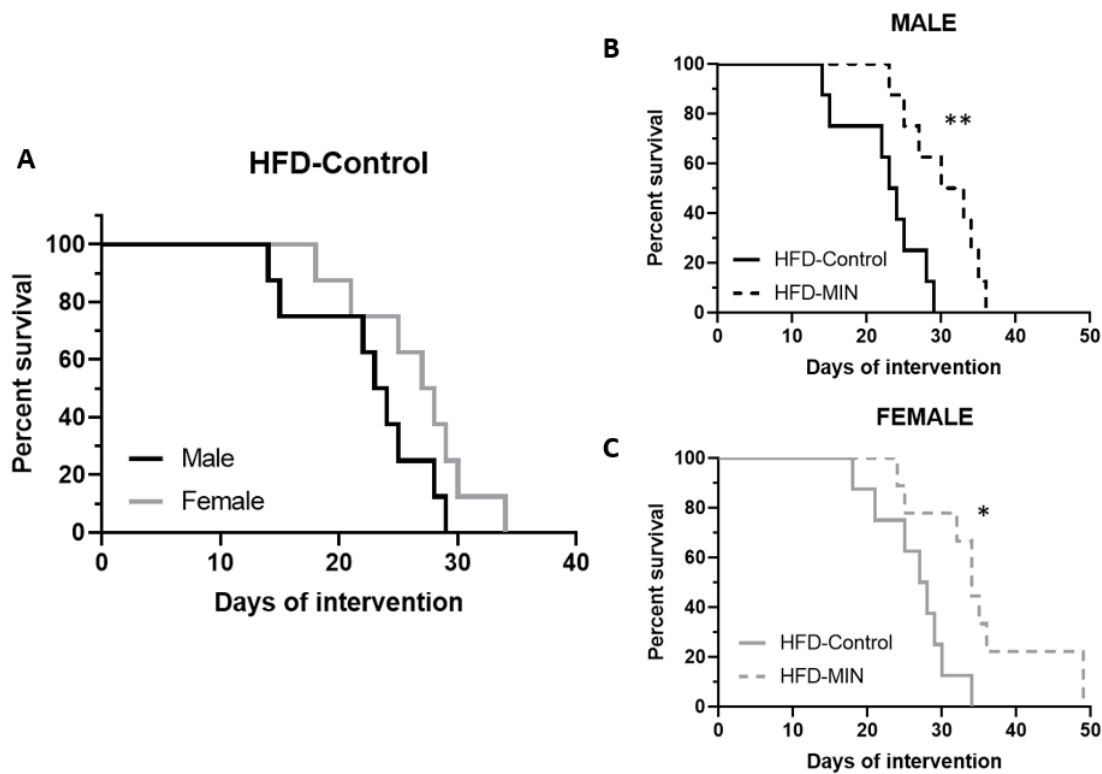 A
HFD-Control
Percent survival
100
80
60
40
20
0
Male
Female
0 10 20 30 40
Days of intervention
B
MALE
Percent survival
100
80
60
40
20
0
**
HFD-Control
HFD-MIN
0 10 20 30 40 50
Days of intervention
C
FEMALE
Percent survival
100
80
60
40
20
0
*
HFD-Control
HFD-MIN
0 10 20 30 40 50
Days of intervention